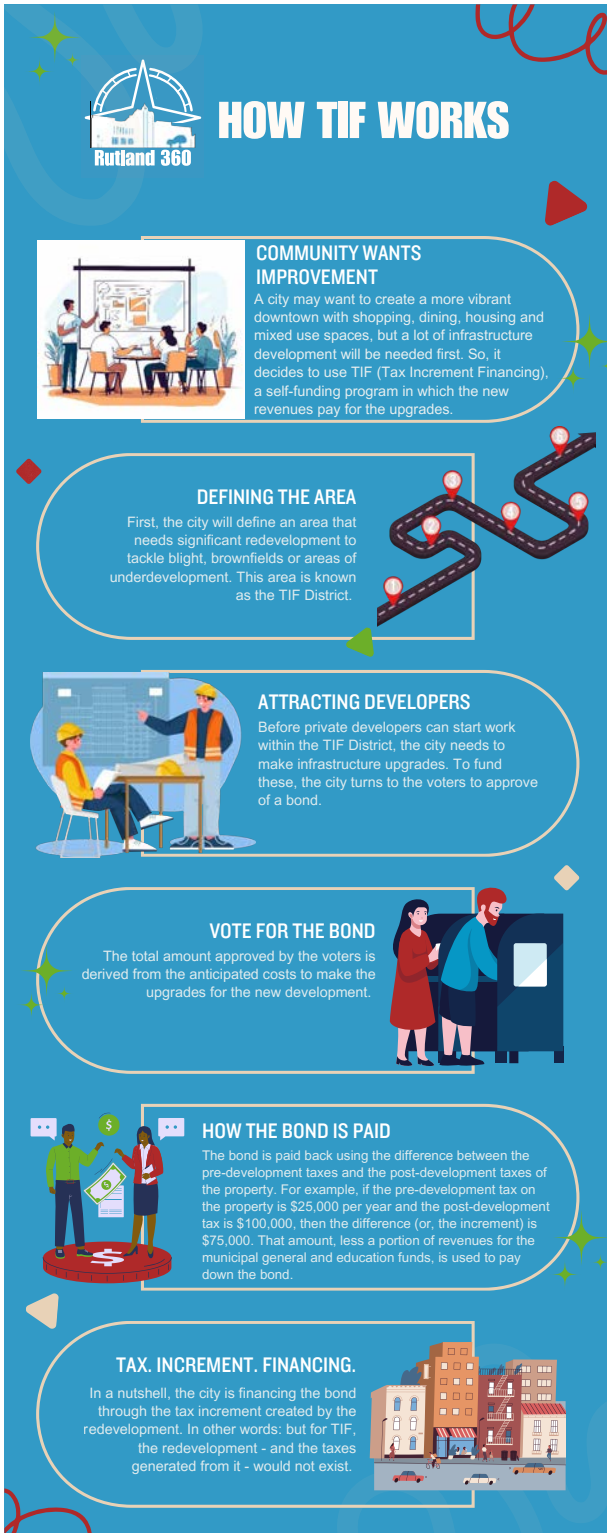 HOW TIF WORKS
Rutland 360
COMMUNITY WANTS
IMPROVEMENT
A city may want to create a more vibrant
downtown with shopping, dining, housing and
mixed use spaces, but a lot of infrastructure
development will be needed first. So, it
decides to use TIF (Tax Increment Financing),
a self-funding program in which the new
revenues pay for the upgrades.
DEFINING THE AREA
First, the city will define an area that
needs significant redevelopment to
tackle blight, brownfields or areas of
underdevelopment. This area is known
as the TIF District.
6
3
5
4
2
1
ATTRACTING DEVELOPERS
Before private developers can start work
within the TIF District, the city needs to
make infrastructure upgrades. To fund
these, the city turns to the voters to approve
of a bond.
VOTE FOR THE BOND
The total amount approved by the voters is
derived from the anticipated costs to make the
upgrades for the new development.
HOW THE BOND IS PAID
The bond is paid back using the difference between the
pre-development taxes and the post-development taxes of
the property. For example, if the pre-development tax on
the property is $25,000 per year and the post-development
tax is $100,000, then the difference (or, the increment) is
$75,000. That amount, less a portion of revenues for the
municipal general and education funds, is used to pay
down the bond.
$
$
$
TAX. INCREMENT. FINANCING.
In a nutshell, the city is financing the bond
through the tax increment created by the
redevelopment. In other words: but for TIF,
the redevelopment - and the taxes
generated from it - would not exist.